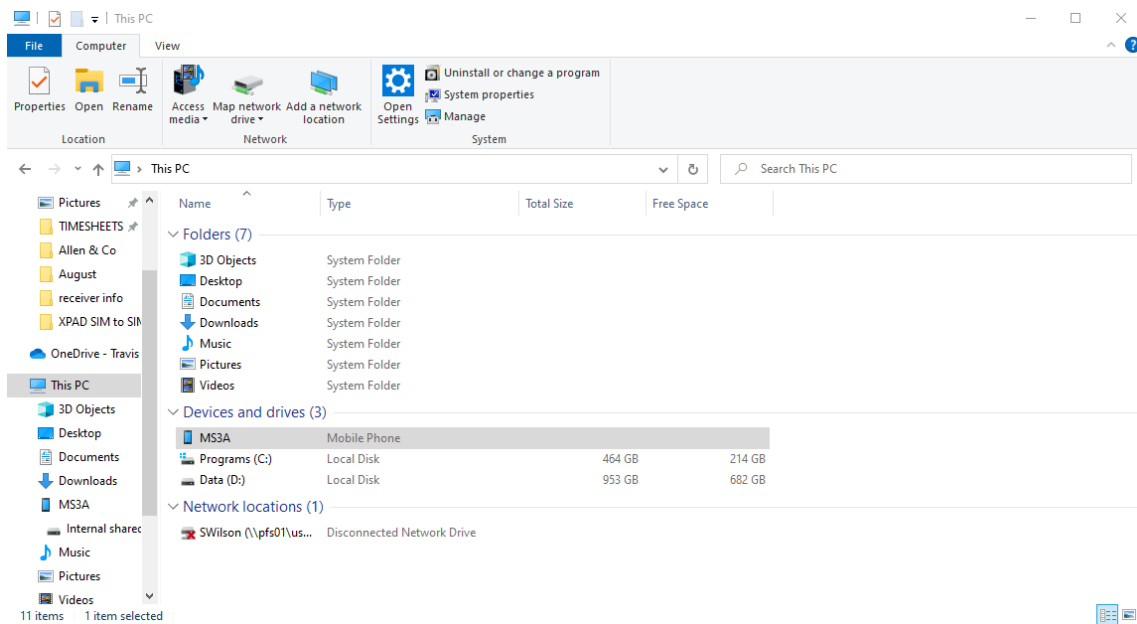 This PC
File Computer View
Properties Open Rename Access media Map network drive Add a network location Open Settings Uninstall or change a program
System properties
Manage
Location Network System
This PC Search This PC
Pictures
TIMESHEETS
Allen & Co
August
receiver info
XPAD SIM to SIN
OneDrive - Travis
This PC
3D Objects
Desktop
Documents
Downloads
MS3A
Internal sharec
Music
Pictures
Videos
Name Type Total Size Free Space
Folders (7)
3D Objects System Folder
Desktop System Folder
Documents System Folder
Downloads System Folder
Music System Folder
Pictures System Folder
Videos System Folder
Devices and drives (3)
MS3A Mobile Phone
Programs (C:) Local Disk 464 GB 214 GB
Data (D:) Local Disk 953 GB 682 GB
Network locations (1)
SWilson (\\pfs01\us... Disconnected Network Drive
11 items 1 item selected